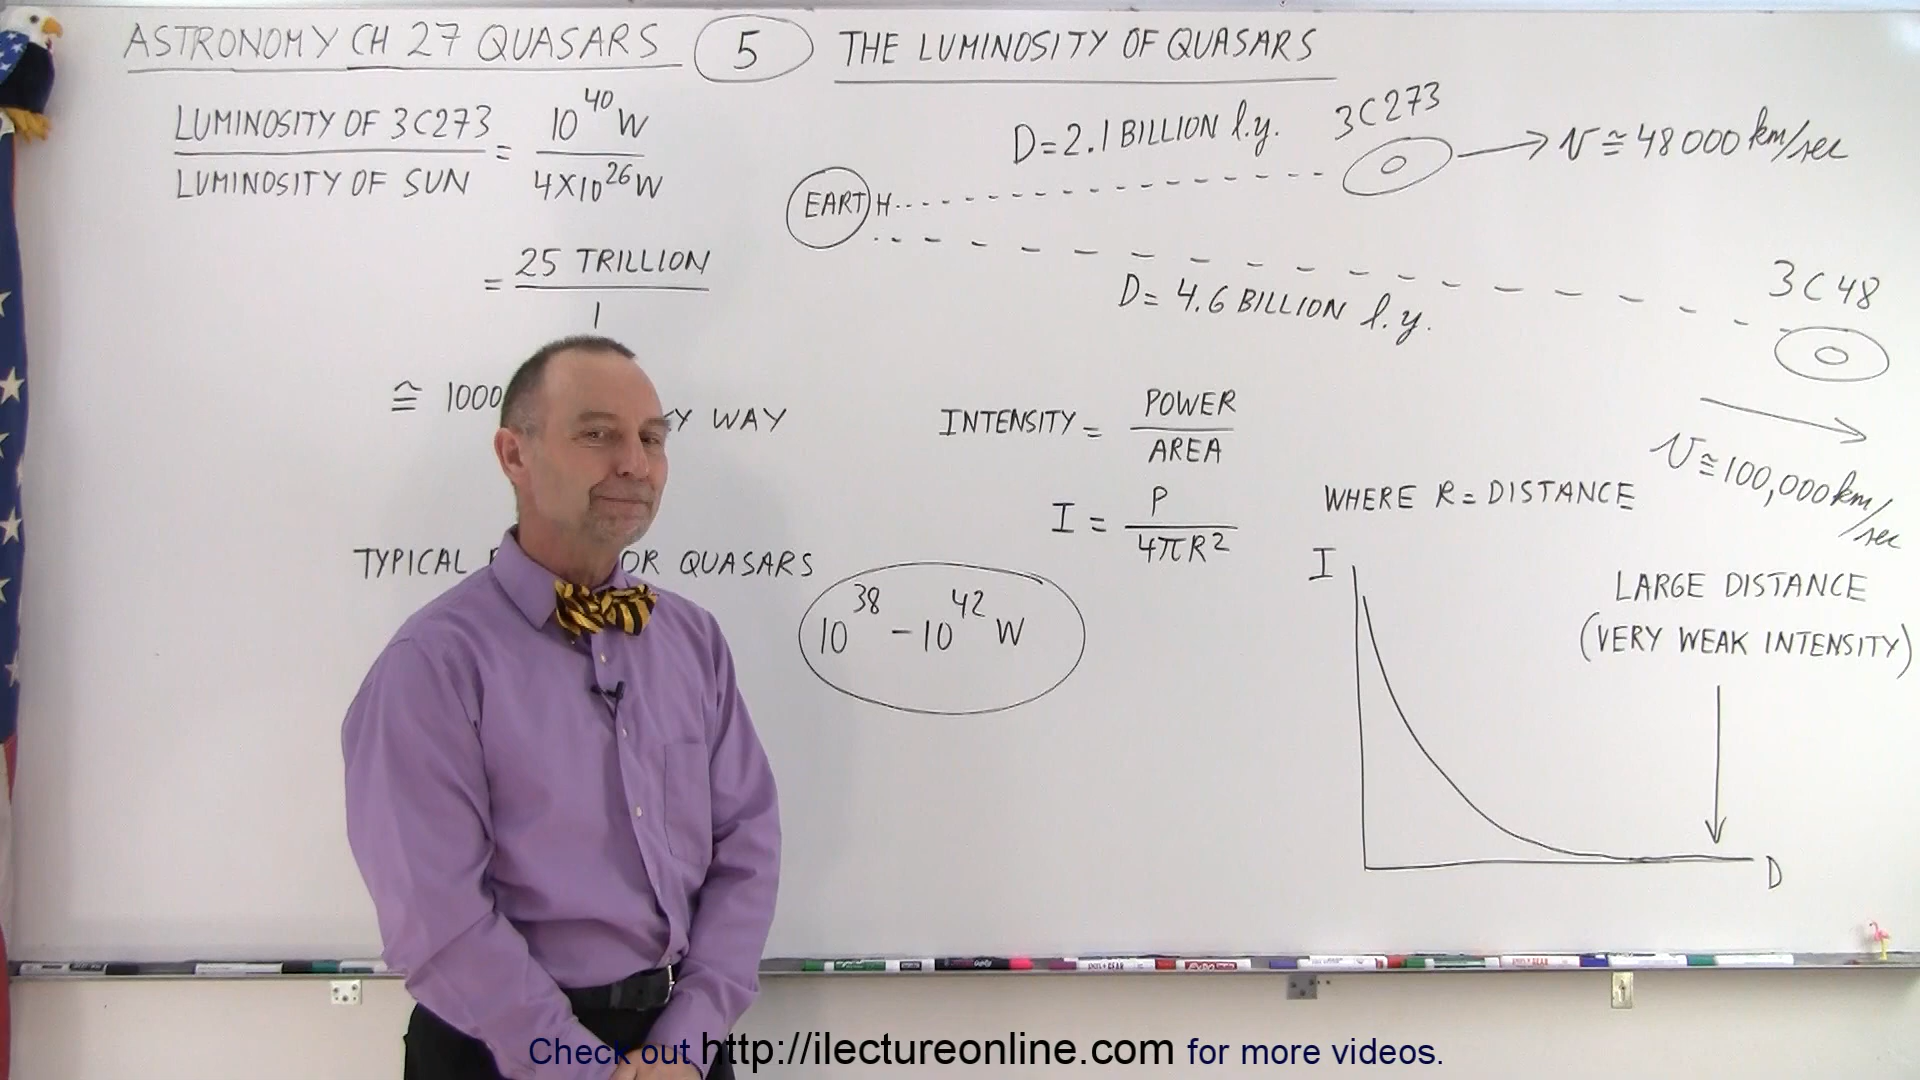 ASTRONOMY CH 27 QUASARS 5 THE LUMINOSITY OF QUASARS
LUMINOSITY OF 3C273 = 10^40 W
LUMINOSITY OF SUN 4X10^26 W
= 25 TRILLION
1
≅ 1000
WAY
TYPICAL
OR QUASARS
10^38 - 10^42 W
D = 2.1 BILLION l.y.
3C273
v ≅ 48000 km/sec
EARTH
D = 4.6 BILLION l.y.
3C48
v ≅ 100,000 km/sec
INTENSITY = POWER
AREA
I = P
4πR²
WHERE R = DISTANCE
I
LARGE DISTANCE
(VERY WEAK INTENSITY)
D
Check out http://ilectureonline.com for more videos.